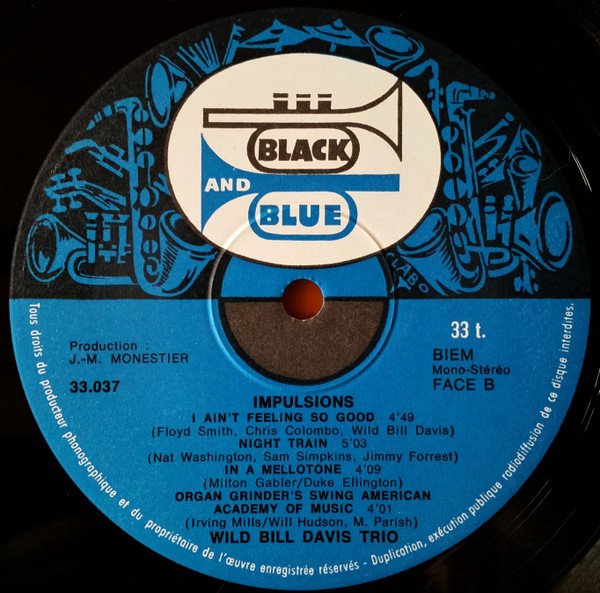 BLACK
AND
BLUE
LABO
33 t.
Production :
J.-M. MONESTIER
BIEM
Mono-Stéréo
33.037
FACE B
IMPULSIONS
I AIN'T FEELING SO GOOD 4'49
(Floyd Smith, Chris Colombo, Wild Bill Davis)
NIGHT TRAIN 5'03
(Nat Washington, Sam Simpkins, Jimmy Forrest)
IN A MELLOTONE 4'09
(Milton Gabler/Duke Ellington)
ORGAN GRINDER'S SWING AMERICAN
ACADEMY OF MUSIC 4'01
(Irving Mills/Will Hudson, M. Parish)
WILD BILL DAVIS TRIO
Tous droits du producteur phonographique et du propriétaire de l'œuvre enregistrée réservés - Duplication, exécution publique radiodiffusion de ce disque interdites.